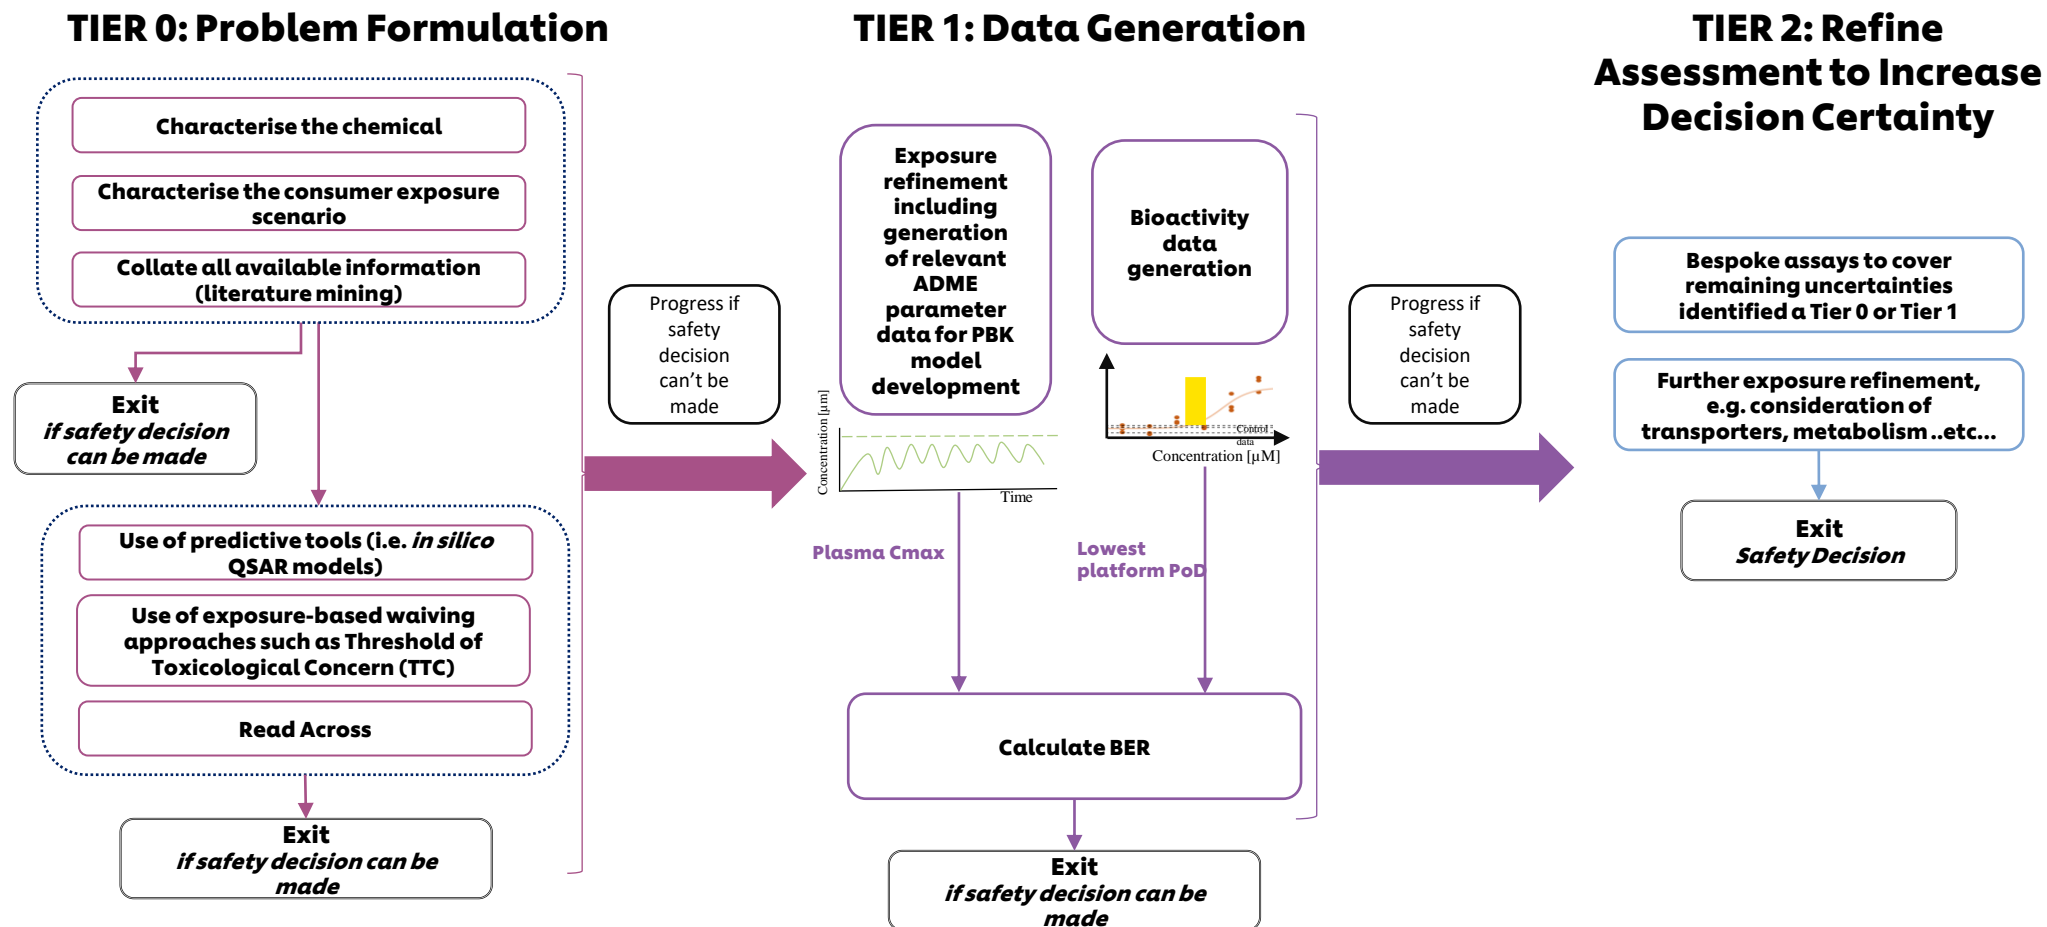 TIER 0: Problem Formulation
Characterise the chemical
Characterise the consumer exposure
scenario
Collate all available information
(literature mining)
Exit
if safety decision
can be made
Use of predictive tools (i.e. in silico
QSAR models)
Use of exposure-based waiving
approaches such as Threshold of
Toxicological Concern (TTC)
Read Across
Exit
if safety decision can be
made
Progress if
safety
decision
can't be
made
TIER 1: Data Generation
Exposure
refinement
including
generation
of relevant
ADME
parameter
data for PBK
model
development
Concentration [µm]
Time
Bioactivity
data
generation
Control
data
Concentration [µM]
Plasma Cmax
Lowest
platform PoD
Calculate BER
Exit
if safety decision can be
made
Progress if
safety
decision
can't be
made
TIER 2: Refine
Assessment to Increase
Decision Certainty
Bespoke assays to cover
remaining uncertainties
identified a Tier 0 or Tier 1
Further exposure refinement,
e.g. consideration of
transporters, metabolism ..etc...
Exit
Safety Decision